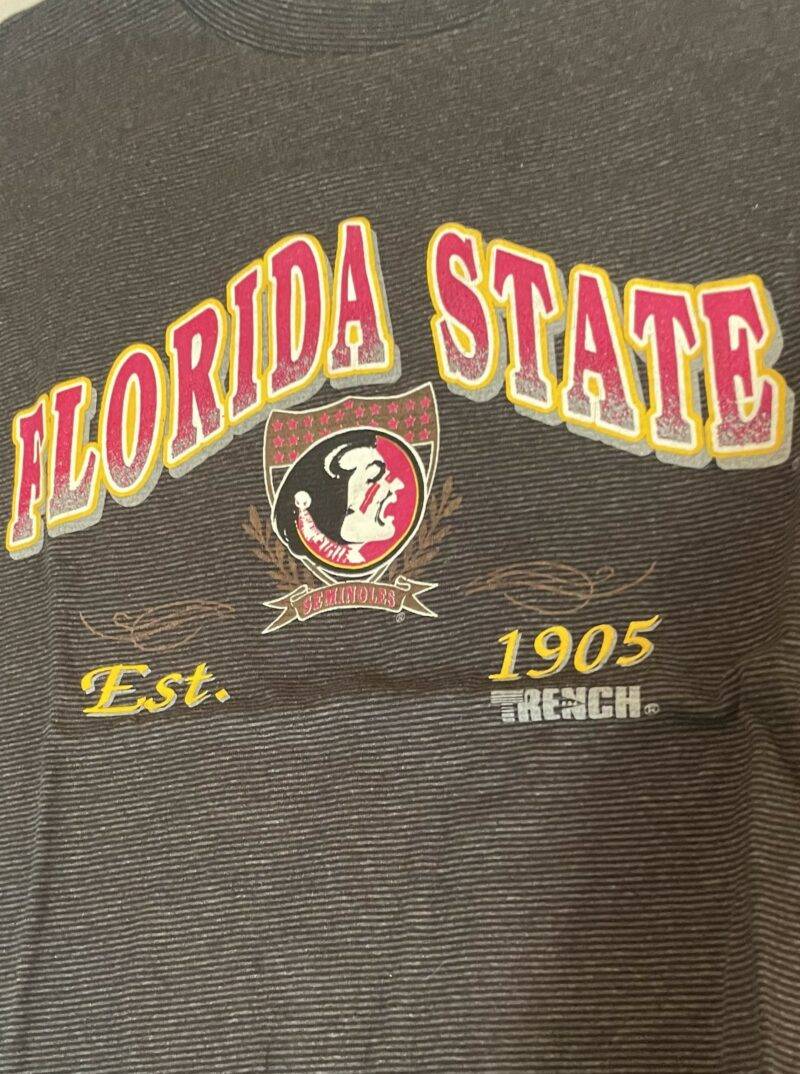 FLORIDA STATE
SEMINOLES ®
Est. 1905
TRENCH ®